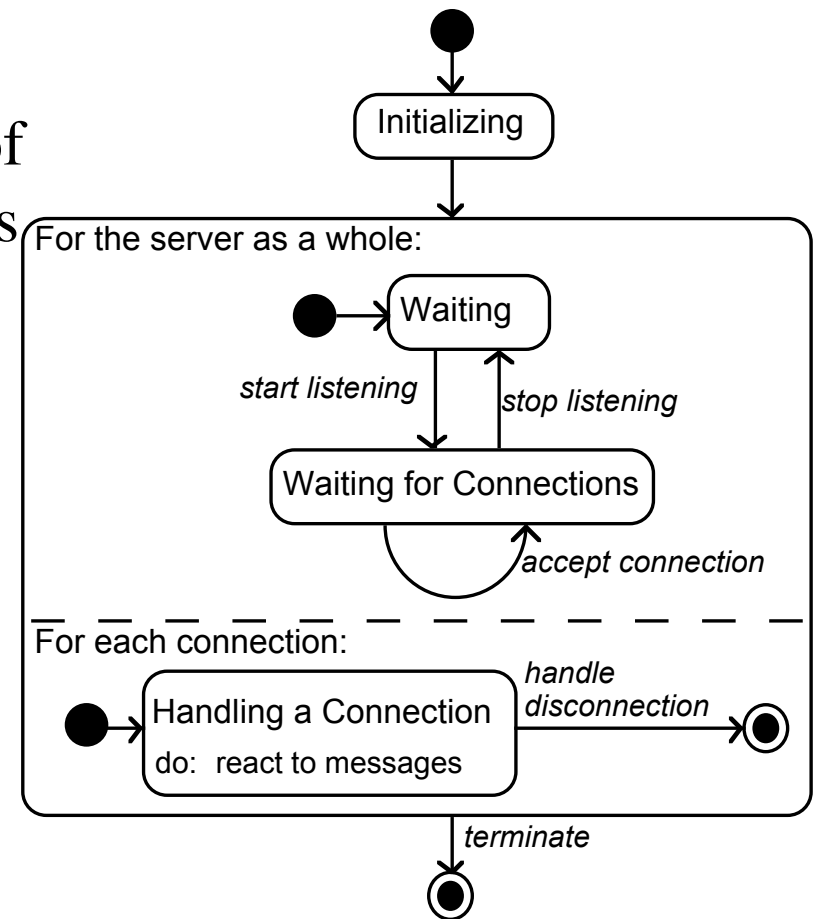 Initializing
of
s
For the server as a whole:
Waiting
start listening
stop listening
Waiting for Connections
accept connection
For each connection:
handle
disconnection
Handling a Connection
do: react to messages
terminate